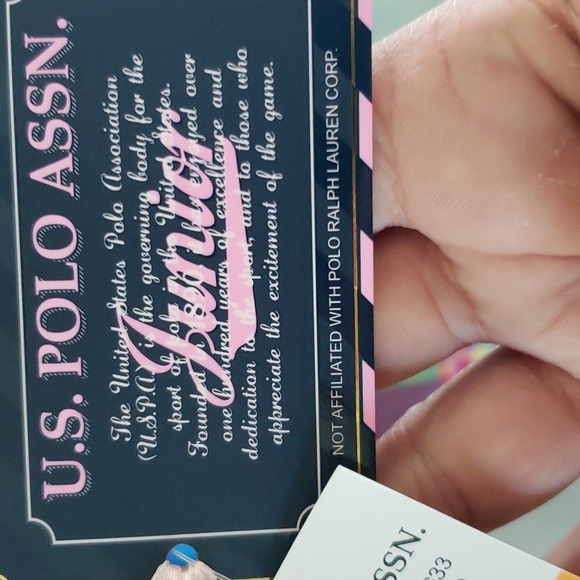 U.S. POLO ASSN.
Junior
The United States Polo Association
(U.S.P.A.) is the governing body for the
sport of polo in the United States.
Founded in 1890 has enjoyed over
one hundred years of excellence and
dedication to the sport, and to those who
appreciate the excitement of the game.
NOT AFFILIATED WITH POLO RALPH LAUREN CORP.
SSN.
33